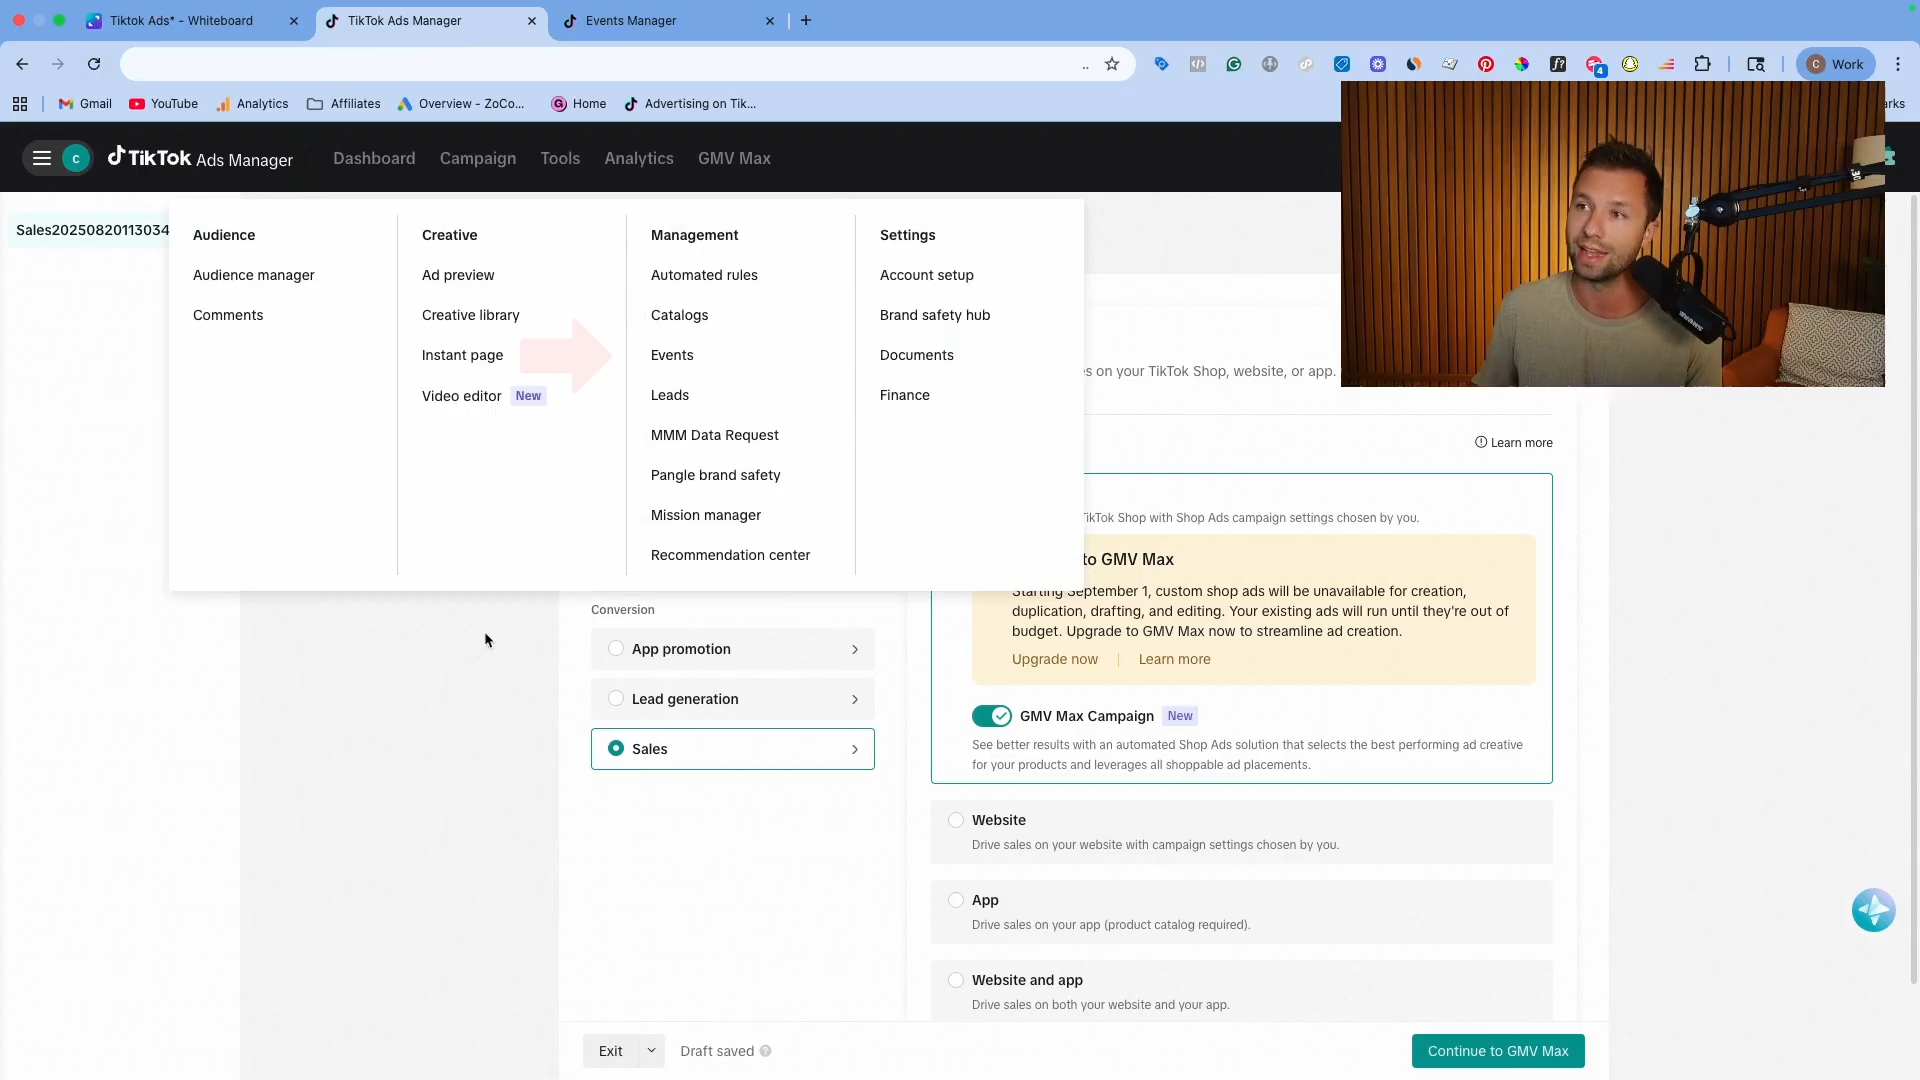 Tiktok Ads* - Whiteboard
TikTok Ads Manager
Events Manager
4
C Work
Gmail
YouTube
Analytics
Affiliates
Overview - ZoCo...
Home
Advertising on Tik...
arks
C
TikTok Ads Manager
Dashboard
Campaign
Tools
Analytics
GMV Max
Sales20250820113034
Audience
Audience manager
Comments
Creative
Ad preview
Creative library
Instant page
Video editor New
Management
Automated rules
Catalogs
Events
Leads
MMM Data Request
Pangle brand safety
Mission manager
Recommendation center
Settings
Account setup
Brand safety hub
Documents
Finance
s on your TikTok Shop, website, or app.
Learn more
TikTok Shop with Shop Ads campaign settings chosen by you.
to GMV Max
Starting September 1, custom shop ads will be unavailable for creation,
duplication, drafting, and editing. Your existing ads will run until they're out of
budget. Upgrade to GMV Max now to streamline ad creation.
Upgrade now
Learn more
GMV Max Campaign New
See better results with an automated Shop Ads solution that selects the best performing ad creative
for your products and leverages all shoppable ad placements.
Conversion
App promotion
Lead generation
Sales
Website
Drive sales on your website with campaign settings chosen by you.
App
Drive sales on your app (product catalog required).
Website and app
Drive sales on both your website and your app.
Exit
Draft saved
Continue to GMV Max